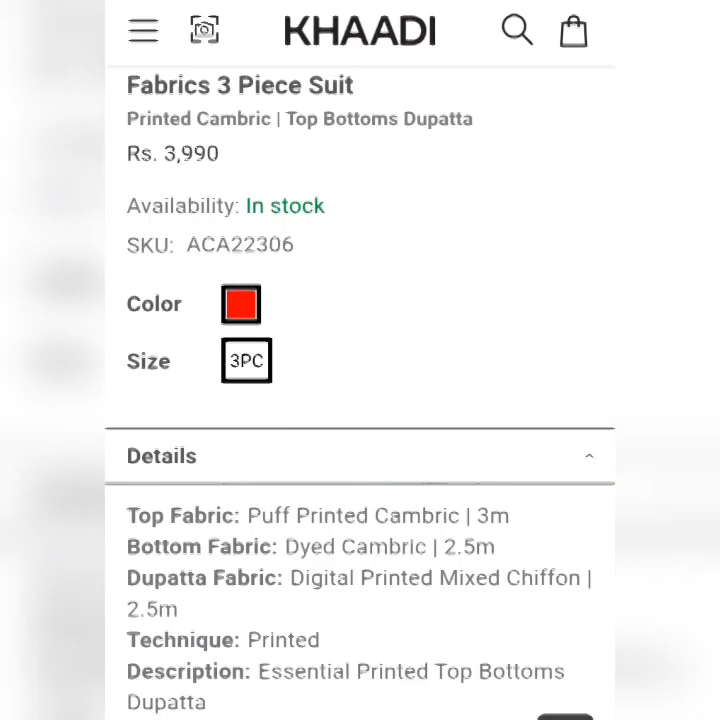 KHAADI
Fabrics 3 Piece Suit
Printed Cambric | Top Bottoms Dupatta
Rs. 3,990
Availability: In stock
SKU: ACA22306
Color
Size 3PC
Details
Top Fabric: Puff Printed Cambric | 3m
Bottom Fabric: Dyed Cambric | 2.5m
Dupatta Fabric: Digital Printed Mixed Chiffon |
2.5m
Technique: Printed
Description: Essential Printed Top Bottoms
Dupatta